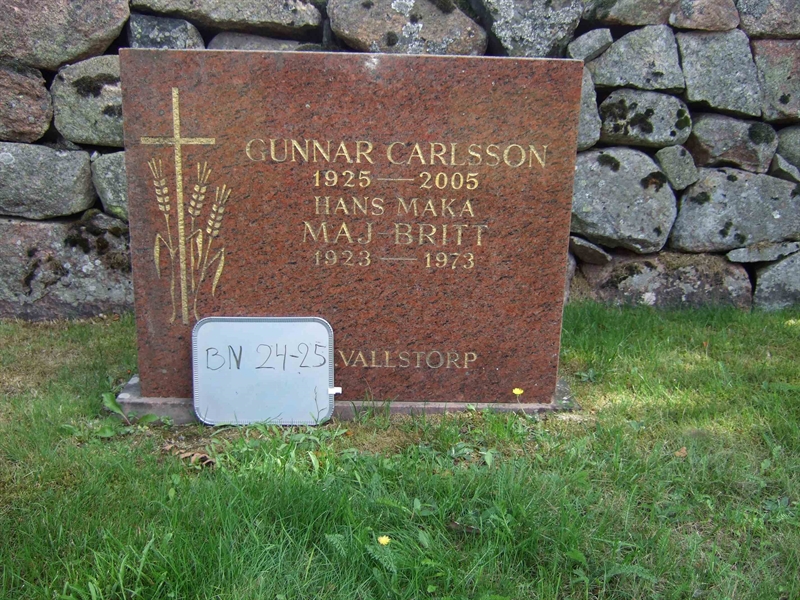 GUNNAR CARLSSON
1925 — 2005
HANS MAKA
MAJ-BRITT
1923 — 1973
.VALLSTORP
BN 24-25